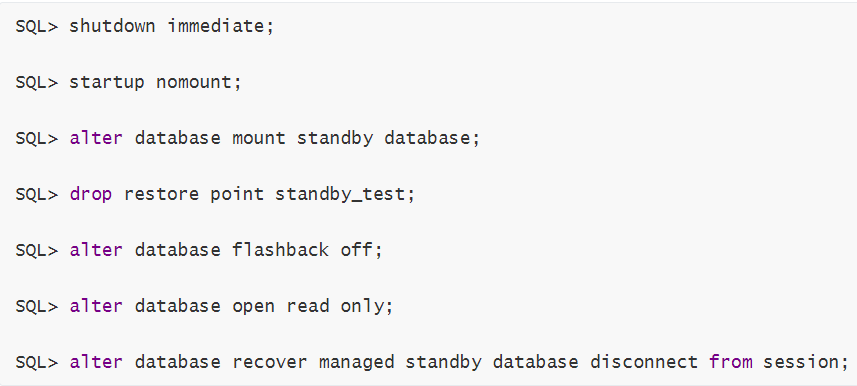 SQL> shutdown immediate;
SQL> startup nomount;
SQL> alter database mount standby database;
SQL> drop restore point standby_test;
SQL> alter database flashback off;
SQL> alter database open read only;
SQL> alter database recover managed standby database disconnect from session;